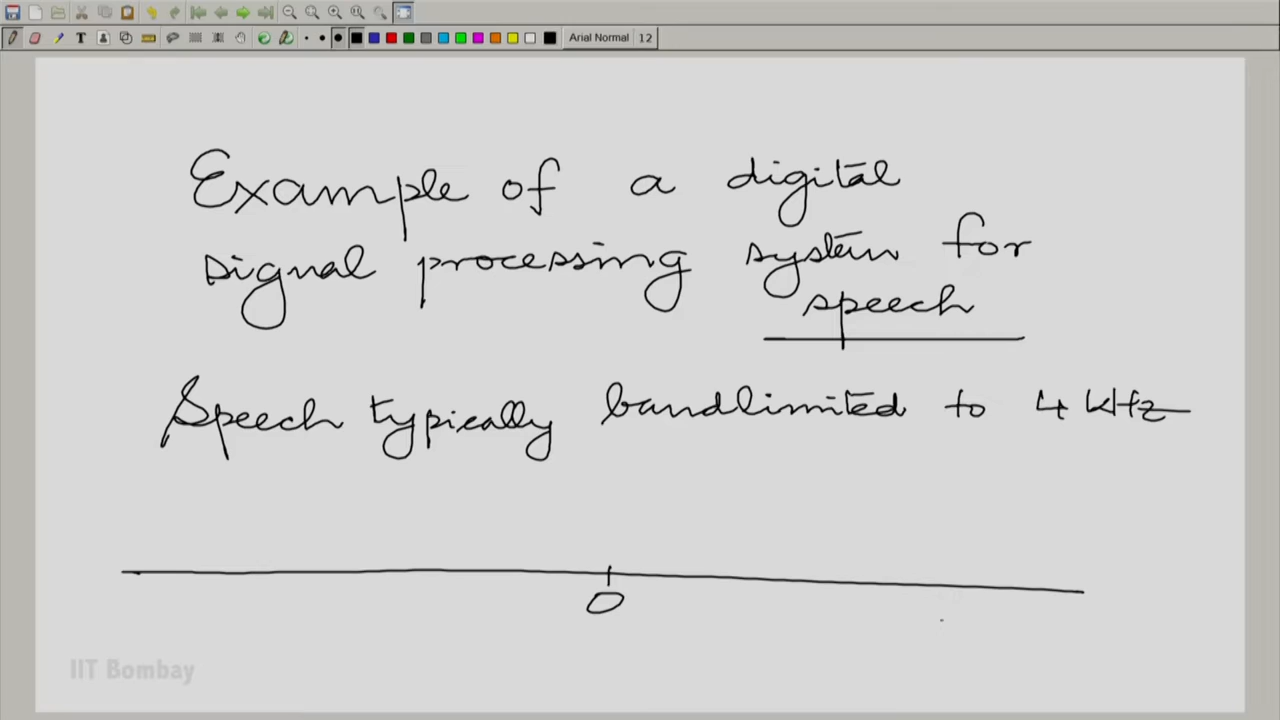 Arial Normal 12
Example of a digital
signal processing system for
speech
Speech typically bandlimited to 4 kHz
0
IIT Bombay